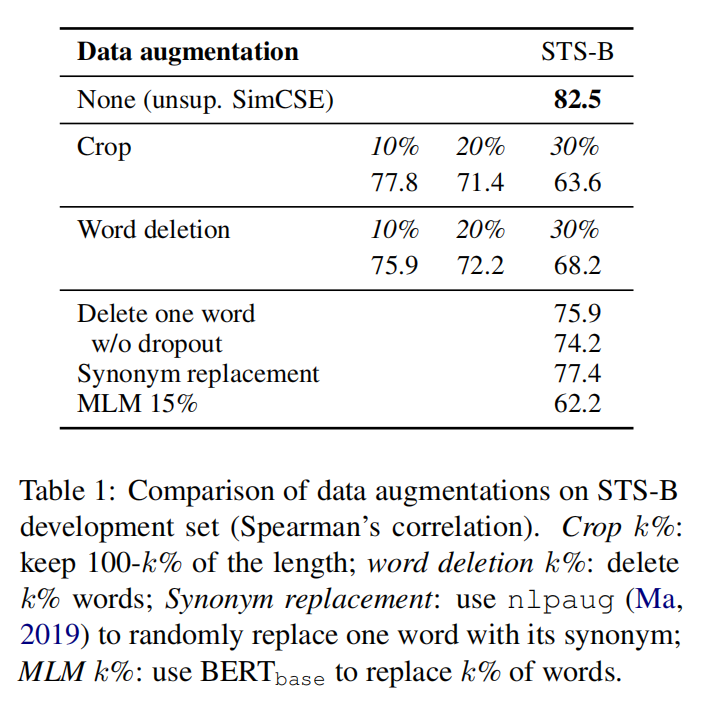 Data augmentation STS-B
None (unsup. SimCSE) 82.5
Crop 10% 20% 30%
77.8 71.4 63.6
Word deletion 10% 20% 30%
75.9 72.2 68.2
Delete one word 75.9
w/o dropout 74.2
Synonym replacement 77.4
MLM 15% 62.2
Table 1: Comparison of data augmentations on STS-B
development set (Spearman's correlation). Crop k%:
keep 100-k% of the length; word deletion k%: delete
k% words; Synonym replacement: use nlpaug (Ma,
2019) to randomly replace one word with its synonym;
MLM k%: use BERTbase to replace k% of words.